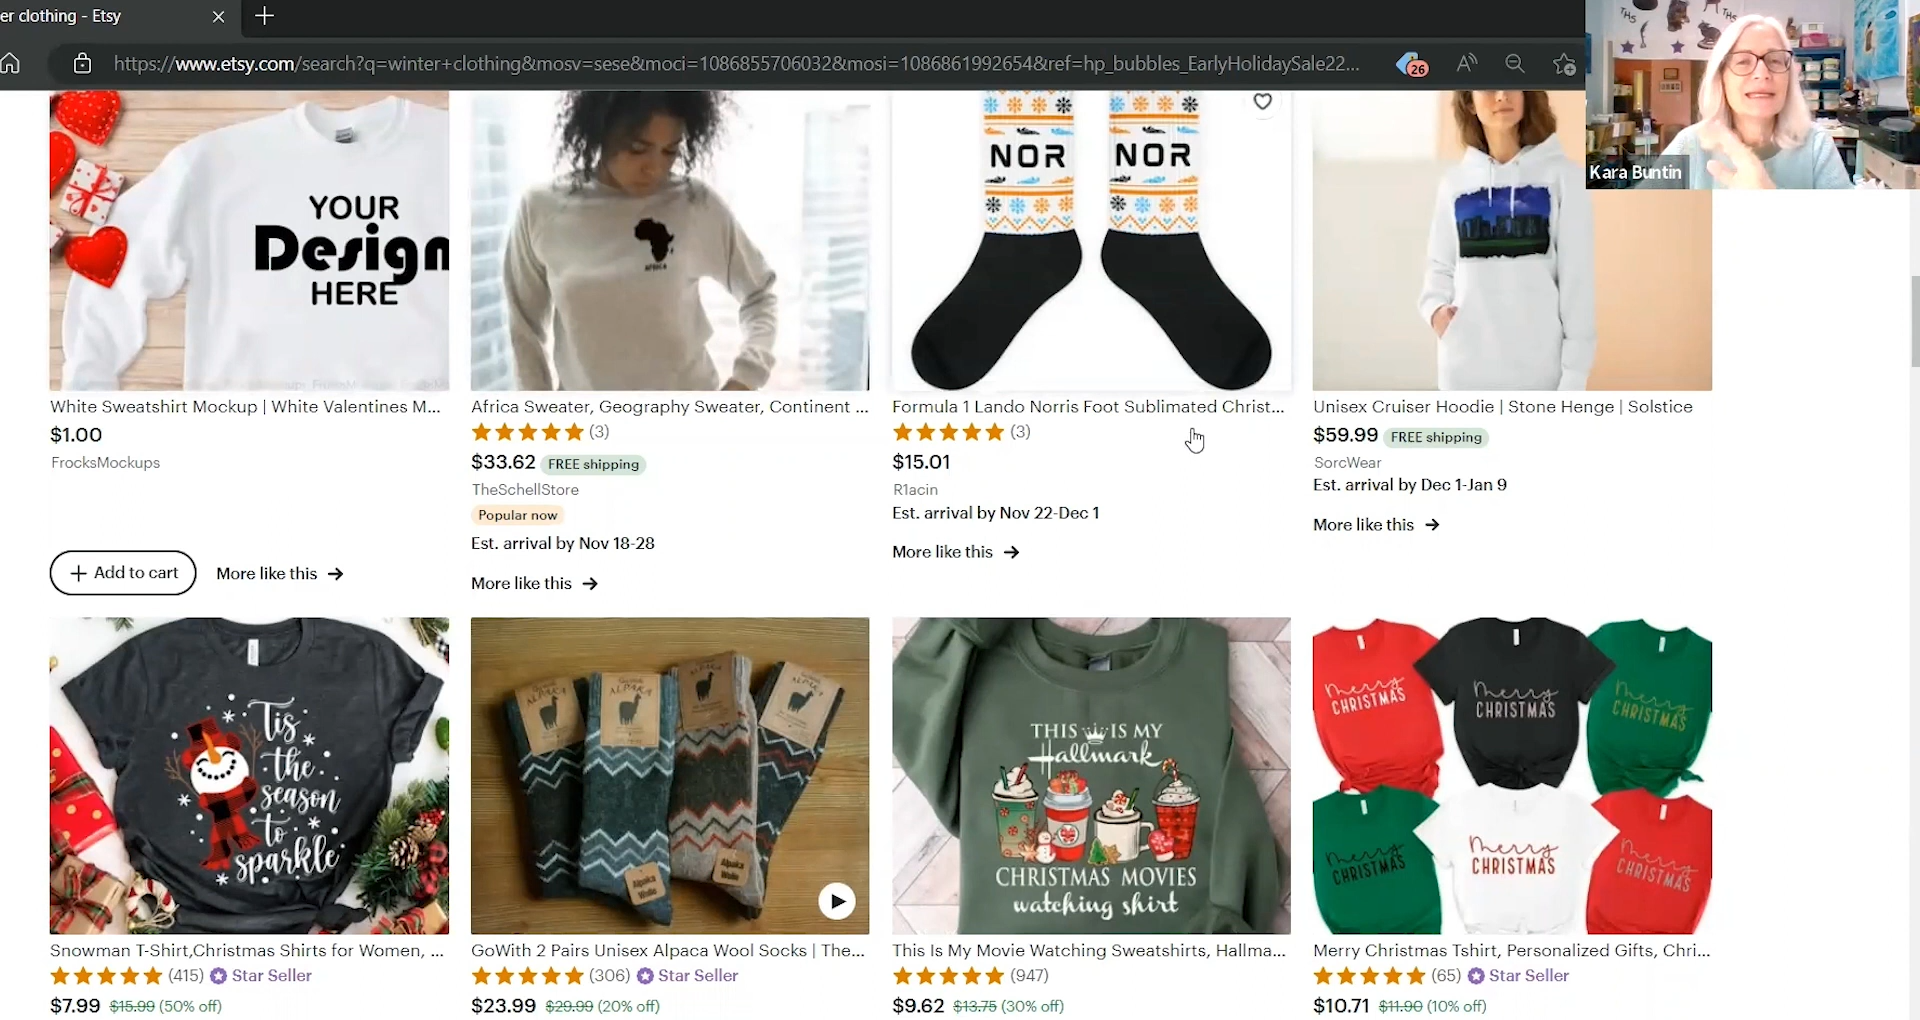 er clothing - Etsy
https://www.etsy.com/search?q=winter+clothing&mosv=sese&moci=1086855706032&mosi=1086861992654&ref=hp_bubbles_EarlyHolidaySale22...
26
THS
Kara Buntin
YOUR
Design
HERE
AFRICA
NOR NOR
White Sweatshirt Mockup | White Valentines M...
$1.00
FrocksMockups
+ Add to cart
More like this →
Africa Sweater, Geography Sweater, Continent ...
(3)
$33.62 FREE shipping
TheSchellStore
Popular now
Est. arrival by Nov 18-28
More like this →
Formula 1 Lando Norris Foot Sublimated Christ...
(3)
$15.01
R1acin
Est. arrival by Nov 22-Dec 1
More like this →
Unisex Cruiser Hoodie | Stone Henge | Solstice
$59.99 FREE shipping
SorcWear
Est. arrival by Dec 1-Jan 9
More like this →
Tis
the
season
to
sparkle
ALPAKA
ALPAKA
ALPAKA
ALPAKA
Alpaka
Wolle
Alpaka
Wolle
THIS IS MY
Hallmark
CHRISTMAS MOVIES
watching shirt
Merry
CHRISTMAS
Merry
CHRISTMAS
Merry
CHRISTMAS
Merry
CHRISTMAS
Merry
CHRISTMAS
Merry
CHRISTMAS
Snowman T-Shirt,Christmas Shirts for Women, ...
(415) Star Seller
$7.99 $15.99 (50% off)
GoWith 2 Pairs Unisex Alpaca Wool Socks | The...
(306) Star Seller
$23.99 $29.99 (20% off)
This Is My Movie Watching Sweatshirts, Hallma...
(947)
$9.62 $13.75 (30% off)
Merry Christmas Tshirt, Personalized Gifts, Chri...
(65) Star Seller
$10.71 $11.90 (10% off)